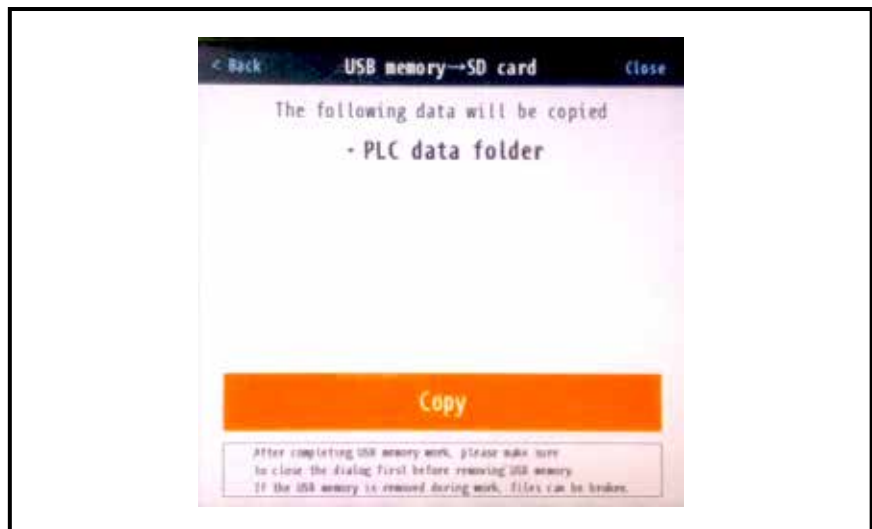 < Back USB memory→SD card Close
The following data will be copied
- PLC data folder
Copy
After completing USB memory work, please make sure
to close the dialog first before removing USB memory.
If the USB memory is removed during work, files can be broken.